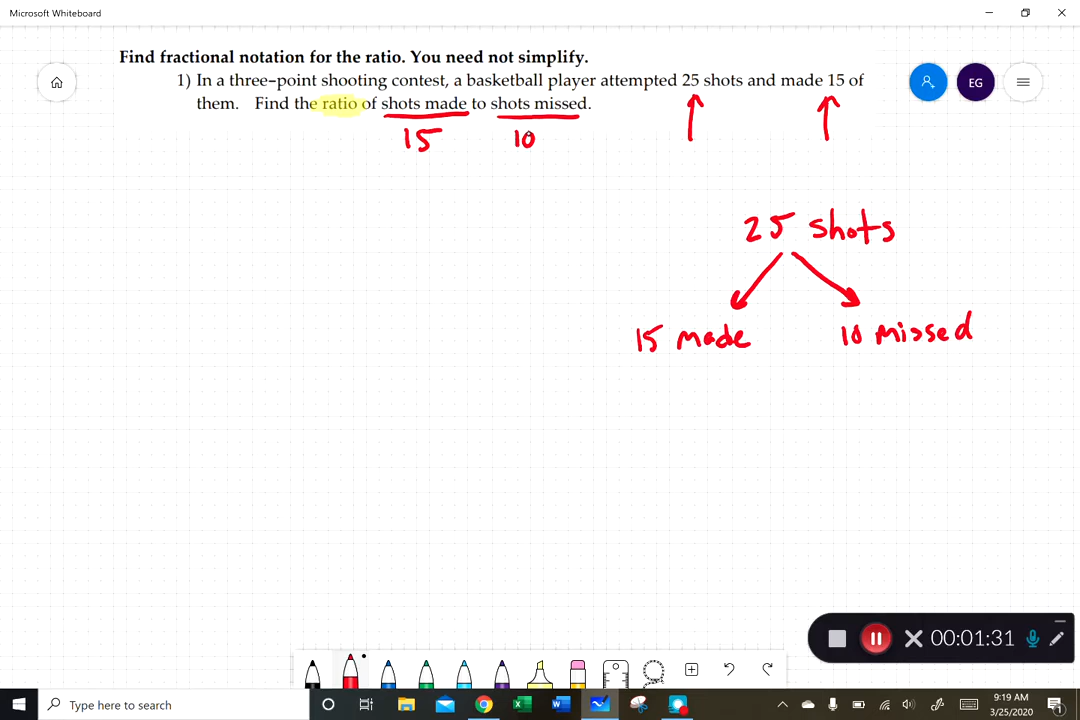 Microsoft Whiteboard
Find fractional notation for the ratio. You need not simplify.
1) In a three-point shooting contest, a basketball player attempted 25 shots and made 15 of
them. Find the ratio of shots made to shots missed.
EG
15 10
25 shots
15 made 10 missed
00:01:31
Type here to search
9:19 AM
3/25/2020